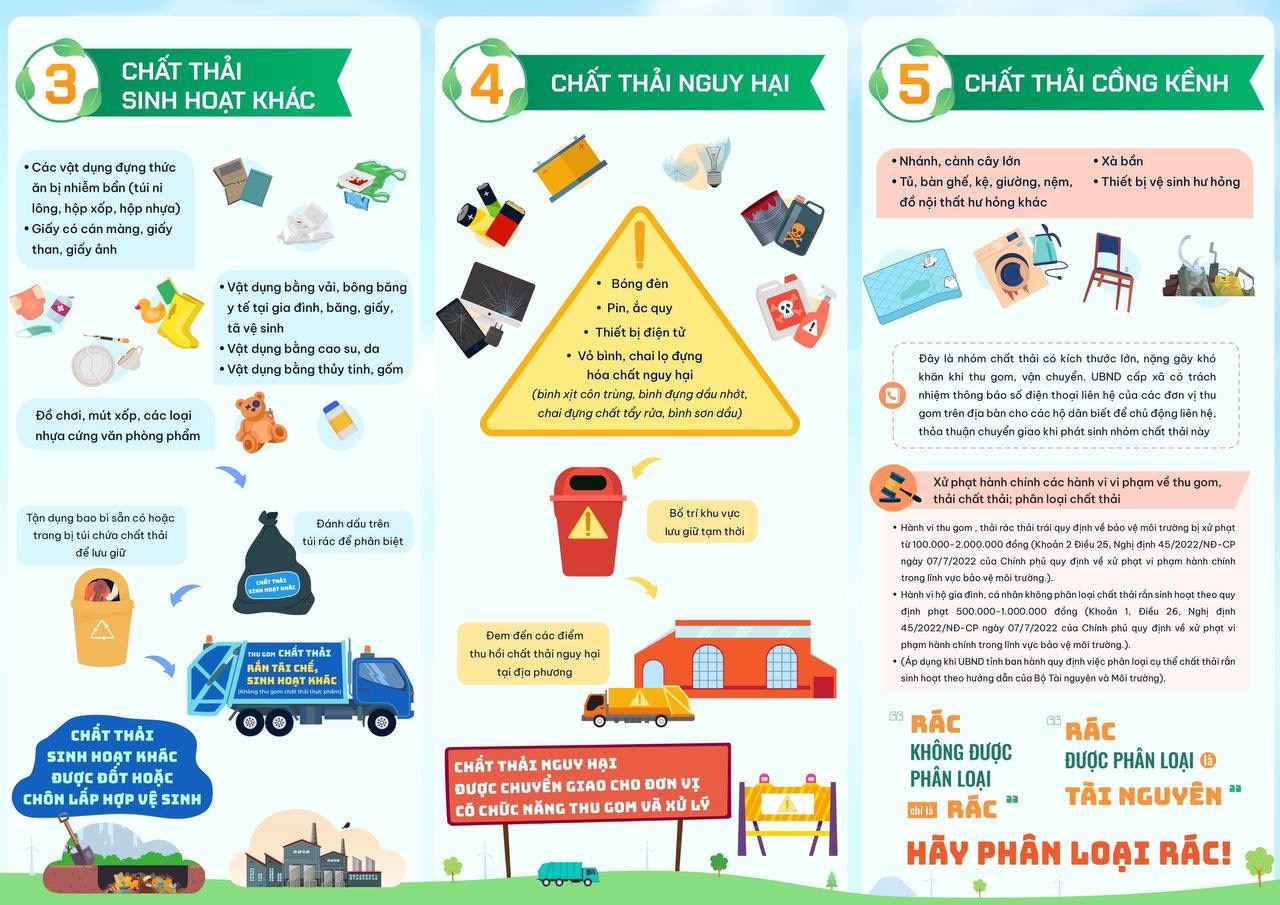 3
CHẤT THẢI
SINH HOẠT KHÁC
• Các vật dụng đựng thức
ăn bị nhiễm bẩn (túi ni
lông, hộp xốp, hộp nhựa)
• Giấy có cán màng, giấy
than, giấy ảnh
• Vật dụng bằng vải, bông băng
y tế tại gia đình, băng, giấy,
tã vệ sinh
• Vật dụng bằng cao su, da
• Vật dụng bằng thủy tinh, gốm
Đồ chơi, mút xốp, các loại
nhựa cứng văn phòng phẩm
Tận dụng bao bì sẵn có hoặc
trang bị túi chứa chất thải
để lưu giữ
Đánh dấu trên
túi rác để phân biệt
CHẤT THẢI
SINH HOẠT KHÁC
THU GOM CHẤT THẢI
RẮN TÁI CHẾ,
SINH HOẠT KHÁC
(Không thu gom chất thải thực phẩm)
CHẤT THẢI
SINH HOẠT KHÁC
ĐƯỢC ĐỐT HOẶC
CHÔN LẤP HỢP VỆ SINH
4
CHẤT THẢI NGUY HẠI
• Bóng đèn
• Pin, ắc quy
• Thiết bị điện tử
• Vỏ bình, chai lọ đựng
hóa chất nguy hại
(bình xịt côn trùng, bình đựng dầu nhớt,
chai đựng chất tẩy rửa, bình sơn dầu)
Bố trí khu vực
lưu giữ tạm thời
Đem đến các điểm
thu hồi chất thải nguy hại
tại địa phương
CHẤT THẢI NGUY HẠI
ĐƯỢC CHUYỂN GIAO CHO ĐƠN VỊ
CÓ CHỨC NĂNG THU GOM VÀ XỬ LÝ
5
CHẤT THẢI CỒNG KỀNH
• Nhánh, cành cây lớn
• Tủ, bàn ghế, kệ, giường, nệm,
đồ nội thất hư hỏng khác
• Xà bần
• Thiết bị vệ sinh hư hỏng
Đây là nhóm chất thải có kích thước lớn, nặng gây khó
khăn khi thu gom, vận chuyển. UBND cấp xã có trách
nhiệm thông báo số điện thoại liên hệ của các đơn vị thu
gom trên địa bàn cho các hộ dân biết để chủ động liên hệ,
thỏa thuận chuyển giao khi phát sinh nhóm chất thải này
Xử phạt hành chính các hành vi vi phạm về thu gom,
thải chất thải; phân loại chất thải
• Hành vi thu gom , thải rác thải trái quy định về bảo vệ môi trường bị xử phạt
từ 100.000-2.000.000 đồng (Khoản 2 Điều 25, Nghị định 45/2022/NĐ-CP
ngày 07/7/2022 của Chính phủ quy định về xử phạt vi phạm hành chính
trong lĩnh vực bảo vệ môi trường.).
• Hành vi hộ gia đình, cá nhân không phân loại chất thải rắn sinh hoạt theo quy
định phạt 500.000-1.000.000 đồng (Khoản 1, Điều 26, Nghị định
45/2022/NĐ-CP ngày 07/7/2022 của Chính phủ quy định về xử phạt vi
phạm hành chính trong lĩnh vực bảo vệ môi trường.).
• (Áp dụng khi UBND tỉnh ban hành quy định việc phân loại cụ thể chất thải rắn
sinh hoạt theo hướng dẫn của Bộ Tài nguyên và Môi trường).
“RÁC
KHÔNG ĐƯỢC
PHÂN LOẠI
chỉ là RÁC”
“RÁC
ĐƯỢC PHÂN LOẠI là
TÀI NGUYÊN”
HÃY PHÂN LOẠI RÁC!